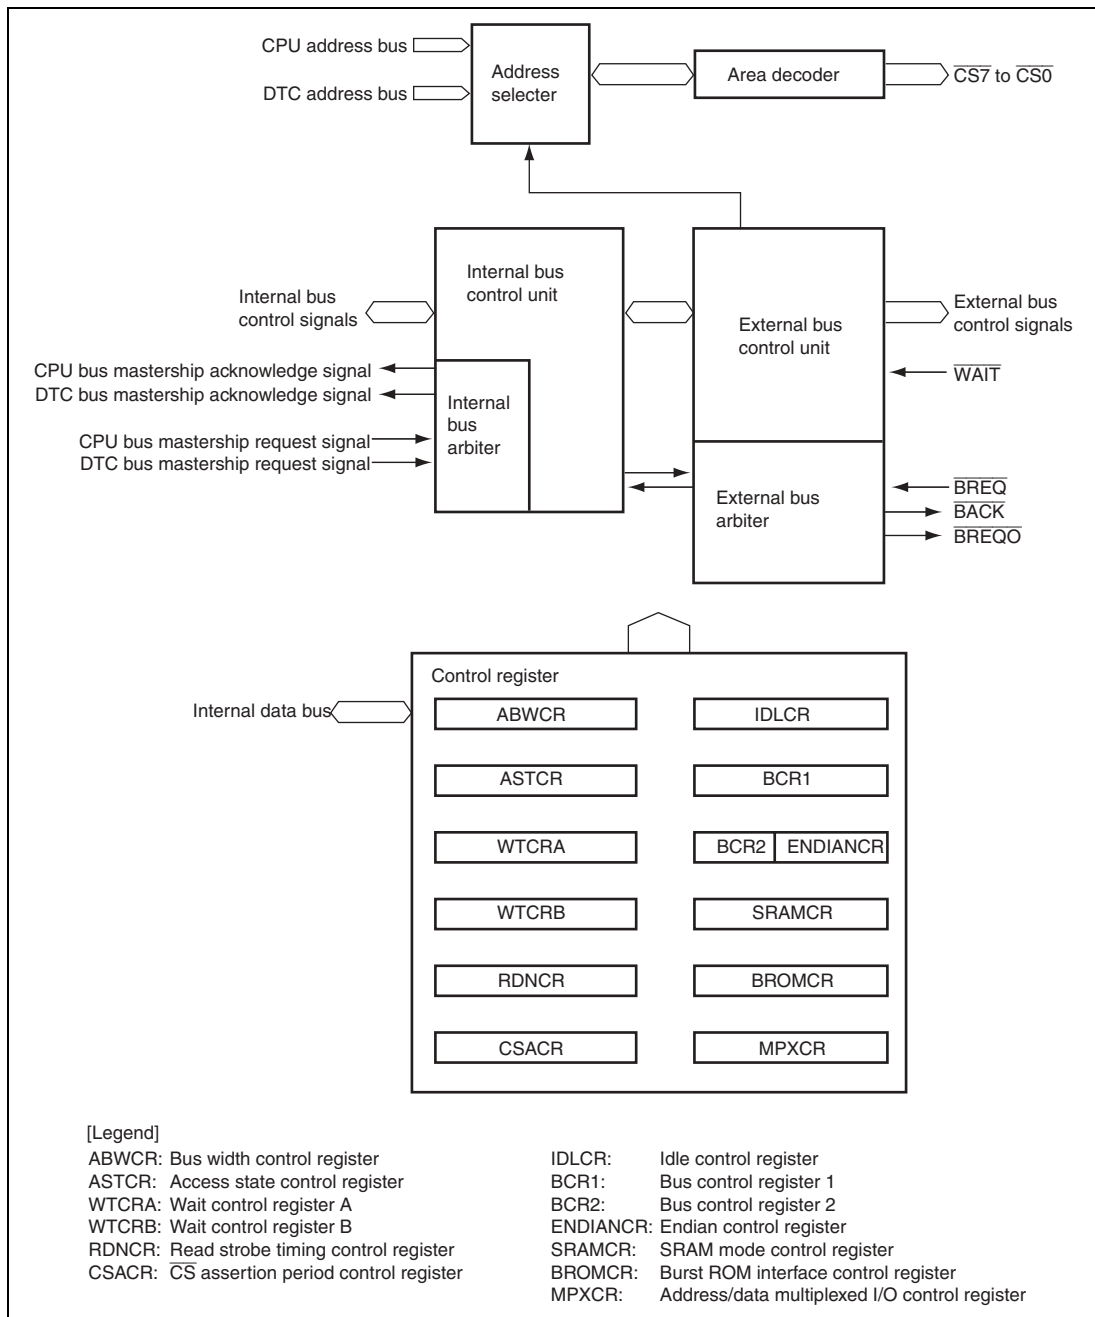 CPU address bus
DTC address bus
Address
selecter
Area decoder
C̅S̅7̅ to C̅S̅0̅
Internal bus
control signals
Internal bus
control unit
External bus
control unit
External bus
control signals
CPU bus mastership acknowledge signal
DTC bus mastership acknowledge signal
W̅A̅I̅T̅
Internal
bus
arbiter
CPU bus mastership request signal
DTC bus mastership request signal
External bus
arbiter
B̅R̅E̅Q̅
B̅A̅C̅K̅
B̅R̅E̅Q̅O̅
Control register
Internal data bus
ABWCR
IDLCR
ASTCR
BCR1
WTCRA
BCR2
ENDIANCR
WTCRB
SRAMCR
RDNCR
BROMCR
CSACR
MPXCR
[Legend]
ABWCR: Bus width control register
ASTCR: Access state control register
WTCRA: Wait control register A
WTCRB: Wait control register B
RDNCR: Read strobe timing control register
CSACR: C̅S̅ assertion period control register
IDLCR: Idle control register
BCR1: Bus control register 1
BCR2: Bus control register 2
ENDIANCR: Endian control register
SRAMCR: SRAM mode control register
BROMCR: Burst ROM interface control register
MPXCR: Address/data multiplexed I/O control register